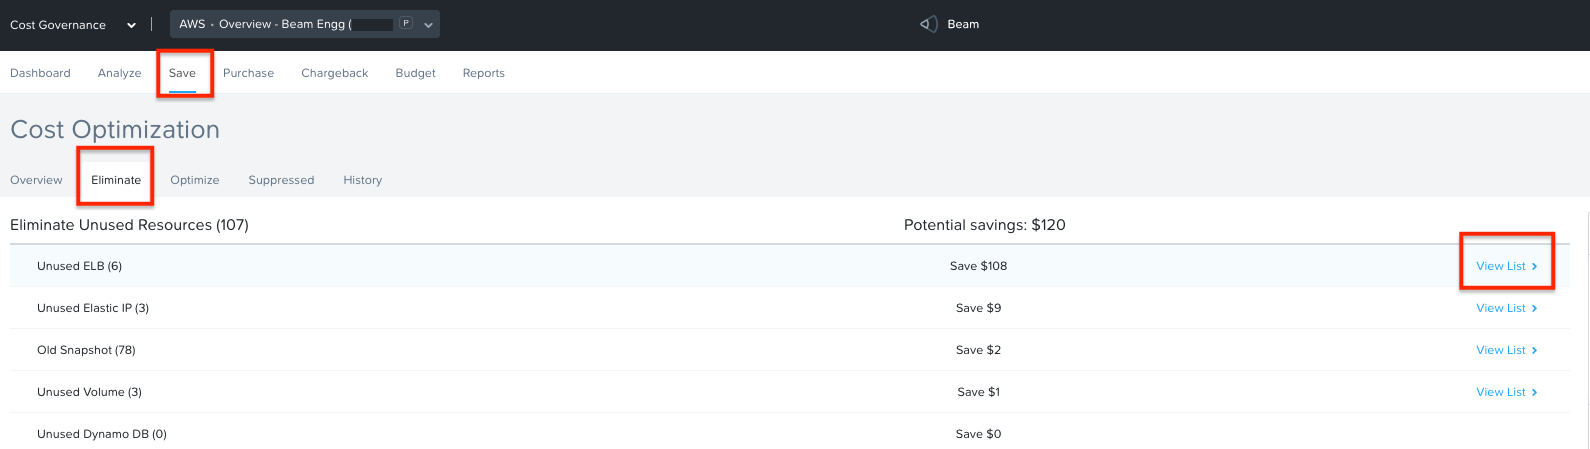 Cost Governance
AWS · Overview - Beam Engg (
P
Beam
Dashboard Analyze Save Purchase Chargeback Budget Reports
Cost Optimization
Overview Eliminate Optimize Suppressed History
Eliminate Unused Resources (107) Potential savings: $120
Unused ELB (6) Save $108 View List
Unused Elastic IP (3) Save $9 View List
Old Snapshot (78) Save $2 View List
Unused Volume (3) Save $1 View List
Unused Dynamo DB (0) Save $0